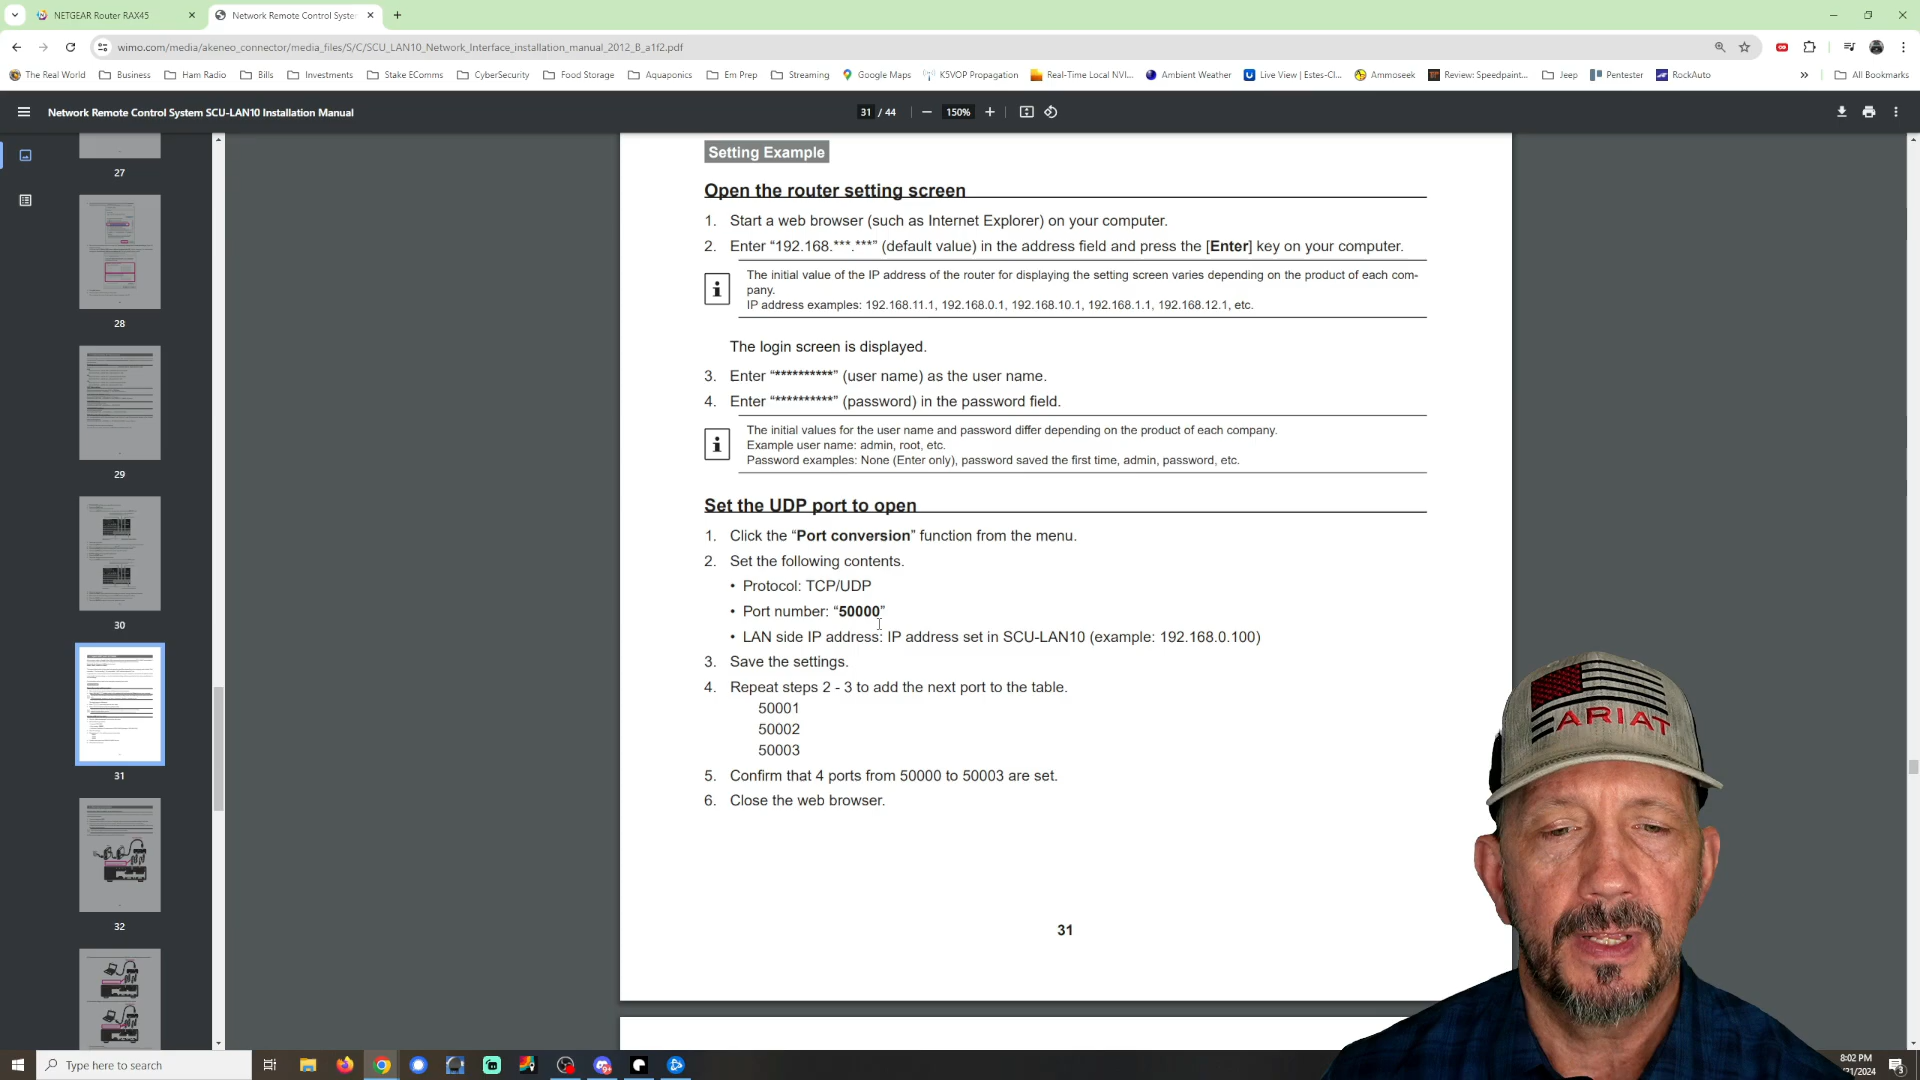 NETGEAR Router RAX45
Network Remote Control Syste
wimo.com/media/akeneo_connector/media_files/S/C/SCU_LAN10_Network_Interface_installation_manual_2012_B_a1f2.pdf
The Real World Business Ham Radio Bills Investments Stake EComms CyberSecurity Food Storage Aquaponics Em Prep Streaming Google Maps K5VOP Propagation Real-Time Local NVI... Ambient Weather Live View | Estes-Cl... Ammoseek Review: Speedpaint... Jeep Pentester RockAuto » All Bookmarks
Network Remote Control System SCU-LAN10 Installation Manual
31 / 44
150%
27
28
29
30
31
32
Setting Example
Open the router setting screen
1. Start a web browser (such as Internet Explorer) on your computer.
2. Enter “192.168.***.***” (default value) in the address field and press the [Enter] key on your computer.
The initial value of the IP address of the router for displaying the setting screen varies depending on the product of each com-
pany.
IP address examples: 192.168.11.1, 192.168.0.1, 192.168.10.1, 192.168.1.1, 192.168.12.1, etc.
The login screen is displayed.
3. Enter “**********” (user name) as the user name.
4. Enter “**********” (password) in the password field.
The initial values for the user name and password differ depending on the product of each company.
Example user name: admin, root, etc.
Password examples: None (Enter only), password saved the first time, admin, password, etc.
Set the UDP port to open
1. Click the “Port conversion” function from the menu.
2. Set the following contents.
• Protocol: TCP/UDP
• Port number: “50000”
• LAN side IP address: IP address set in SCU-LAN10 (example: 192.168.0.100)
3. Save the settings.
4. Repeat steps 2 - 3 to add the next port to the table.
50001
50002
50003
5. Confirm that 4 ports from 50000 to 50003 are set.
6. Close the web browser.
31
ARIAT
Type here to search
8:02 PM
/21/2024